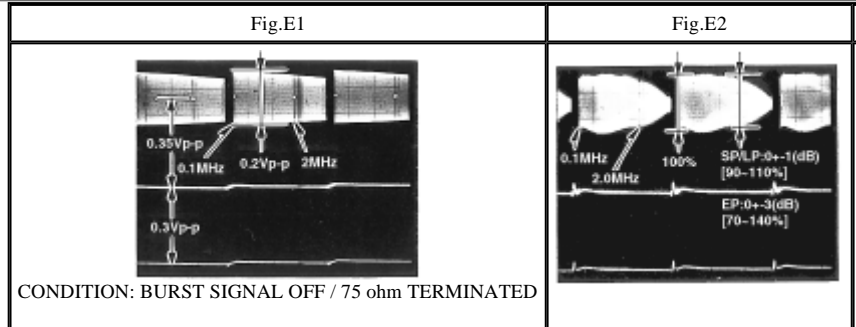 Fig.E1
Fig.E2
0.35Vp-p
0.1MHz
0.2Vp-p
2MHz
0.3Vp-p
CONDITION: BURST SIGNAL OFF / 75 ohm TERMINATED
0.1MHz
2.0MHz
100%
SP/LP:0+-1(dB)
[90~110%]
EP:0+-3(dB)
[70~140%]